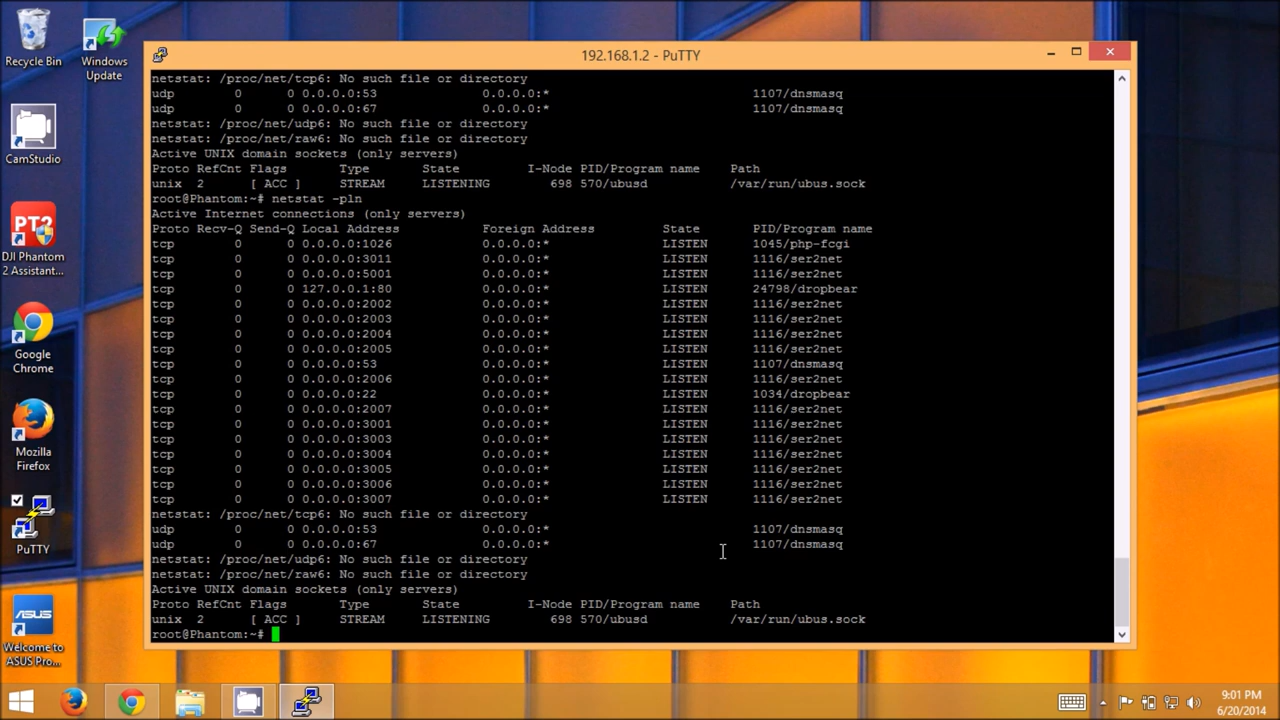 Recycle Bin
Windows
Update
CamStudio
PT2
DJI Phantom
2 Assistant...
Google
Chrome
Mozilla
Firefox
PuTTY
ASUS
Welcome to
ASUS Pro...
192.168.1.2 - PuTTY
netstat: /proc/net/tcp6: No such file or directory
udp 0 0 0.0.0.0:53 0.0.0.0:* 1107/dnsmasq
udp 0 0 0.0.0.0:67 0.0.0.0:* 1107/dnsmasq
netstat: /proc/net/udp6: No such file or directory
netstat: /proc/net/raw6: No such file or directory
Active UNIX domain sockets (only servers)
Proto RefCnt Flags Type State I-Node PID/Program name Path
unix 2 [ ACC ] STREAM LISTENING 698 570/ubusd /var/run/ubus.sock
root@Phantom:~# netstat -pln
Active Internet connections (only servers)
Proto Recv-Q Send-Q Local Address Foreign Address State PID/Program name
tcp 0 0 0.0.0.0:1026 0.0.0.0:* LISTEN 1045/php-fcgi
tcp 0 0 0.0.0.0:3011 0.0.0.0:* LISTEN 1116/ser2net
tcp 0 0 0.0.0.0:5001 0.0.0.0:* LISTEN 1116/ser2net
tcp 0 0 127.0.0.1:80 0.0.0.0:* LISTEN 24798/dropbear
tcp 0 0 0.0.0.0:2002 0.0.0.0:* LISTEN 1116/ser2net
tcp 0 0 0.0.0.0:2003 0.0.0.0:* LISTEN 1116/ser2net
tcp 0 0 0.0.0.0:2004 0.0.0.0:* LISTEN 1116/ser2net
tcp 0 0 0.0.0.0:2005 0.0.0.0:* LISTEN 1116/ser2net
tcp 0 0 0.0.0.0:53 0.0.0.0:* LISTEN 1107/dnsmasq
tcp 0 0 0.0.0.0:2006 0.0.0.0:* LISTEN 1116/ser2net
tcp 0 0 0.0.0.0:22 0.0.0.0:* LISTEN 1034/dropbear
tcp 0 0 0.0.0.0:2007 0.0.0.0:* LISTEN 1116/ser2net
tcp 0 0 0.0.0.0:3001 0.0.0.0:* LISTEN 1116/ser2net
tcp 0 0 0.0.0.0:3003 0.0.0.0:* LISTEN 1116/ser2net
tcp 0 0 0.0.0.0:3004 0.0.0.0:* LISTEN 1116/ser2net
tcp 0 0 0.0.0.0:3005 0.0.0.0:* LISTEN 1116/ser2net
tcp 0 0 0.0.0.0:3006 0.0.0.0:* LISTEN 1116/ser2net
tcp 0 0 0.0.0.0:3007 0.0.0.0:* LISTEN 1116/ser2net
netstat: /proc/net/tcp6: No such file or directory
udp 0 0 0.0.0.0:53 0.0.0.0:* 1107/dnsmasq
udp 0 0 0.0.0.0:67 0.0.0.0:* 1107/dnsmasq
netstat: /proc/net/udp6: No such file or directory
netstat: /proc/net/raw6: No such file or directory
Active UNIX domain sockets (only servers)
Proto RefCnt Flags Type State I-Node PID/Program name Path
unix 2 [ ACC ] STREAM LISTENING 698 570/ubusd /var/run/ubus.sock
root@Phantom:~#
9:01 PM
6/20/2014